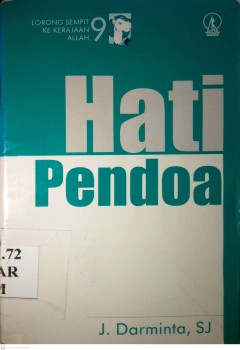 LORONG SEMPIT
KE KERAJAAN
ALLAH
9
Hati
Pendoa
.72
AR
M
J. Darminta, SJ